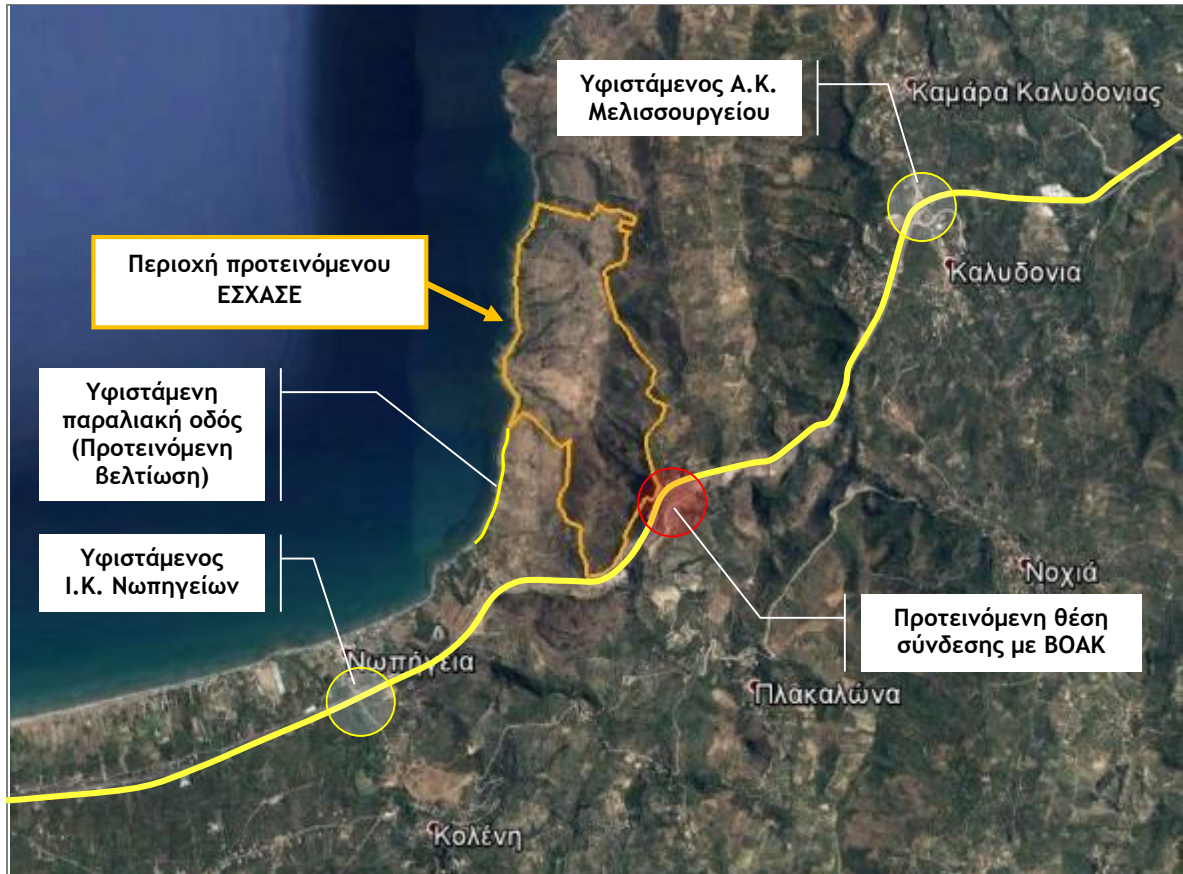 Υφιστάμενος Α.Κ.
Μελισσουργείου
Καμάρα Καλυδονιας
Περιοχή προτεινόμενου
ΕΣΧΑΣΕ
Καλυδονια
Υφιστάμενη
παραλιακή οδός
(Προτεινόμενη
βελτίωση)
Υφιστάμενος
Ι.Κ. Νωπηγείων
Νοχιά
Προτεινόμενη θέση
σύνδεσης με ΒΟΑΚ
Νωπήγεια
Πλακαλώνα
Κολένη